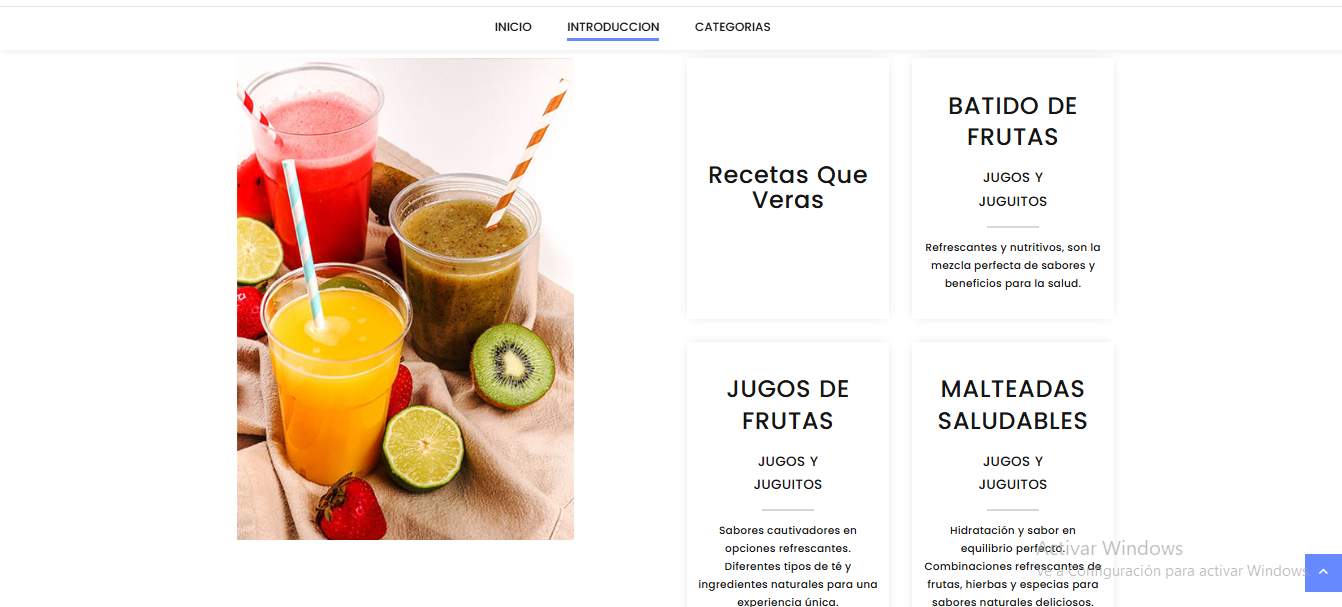 INICIO INTRODUCCION CATEGORIAS
Recetas Que
Veras
BATIDO DE
FRUTAS
JUGOS Y
JUGUITOS
Refrescantes y nutritivos, son la
mezcla perfecta de sabores y
beneficios para la salud.
JUGOS DE
FRUTAS
JUGOS Y
JUGUITOS
Sabores cautivadores en
opciones refrescantes.
Diferentes tipos de té y
ingredientes naturales para una
experiencia única.
MALTEADAS
SALUDABLES
JUGOS Y
JUGUITOS
Hidratación y sabor en
equilibrio perfecto.
Combinaciones refrescantes de
frutas, hierbas y especias para
sabores naturales deliciosos.
Activar Windows
Ve a Configuración para activar Windows.